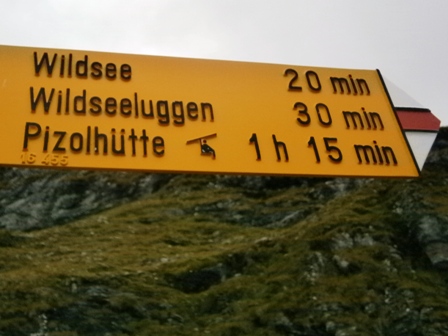 Wildsee 20 min
Wildseeluggen 30 min
Pizolhütte 1 h 15 min